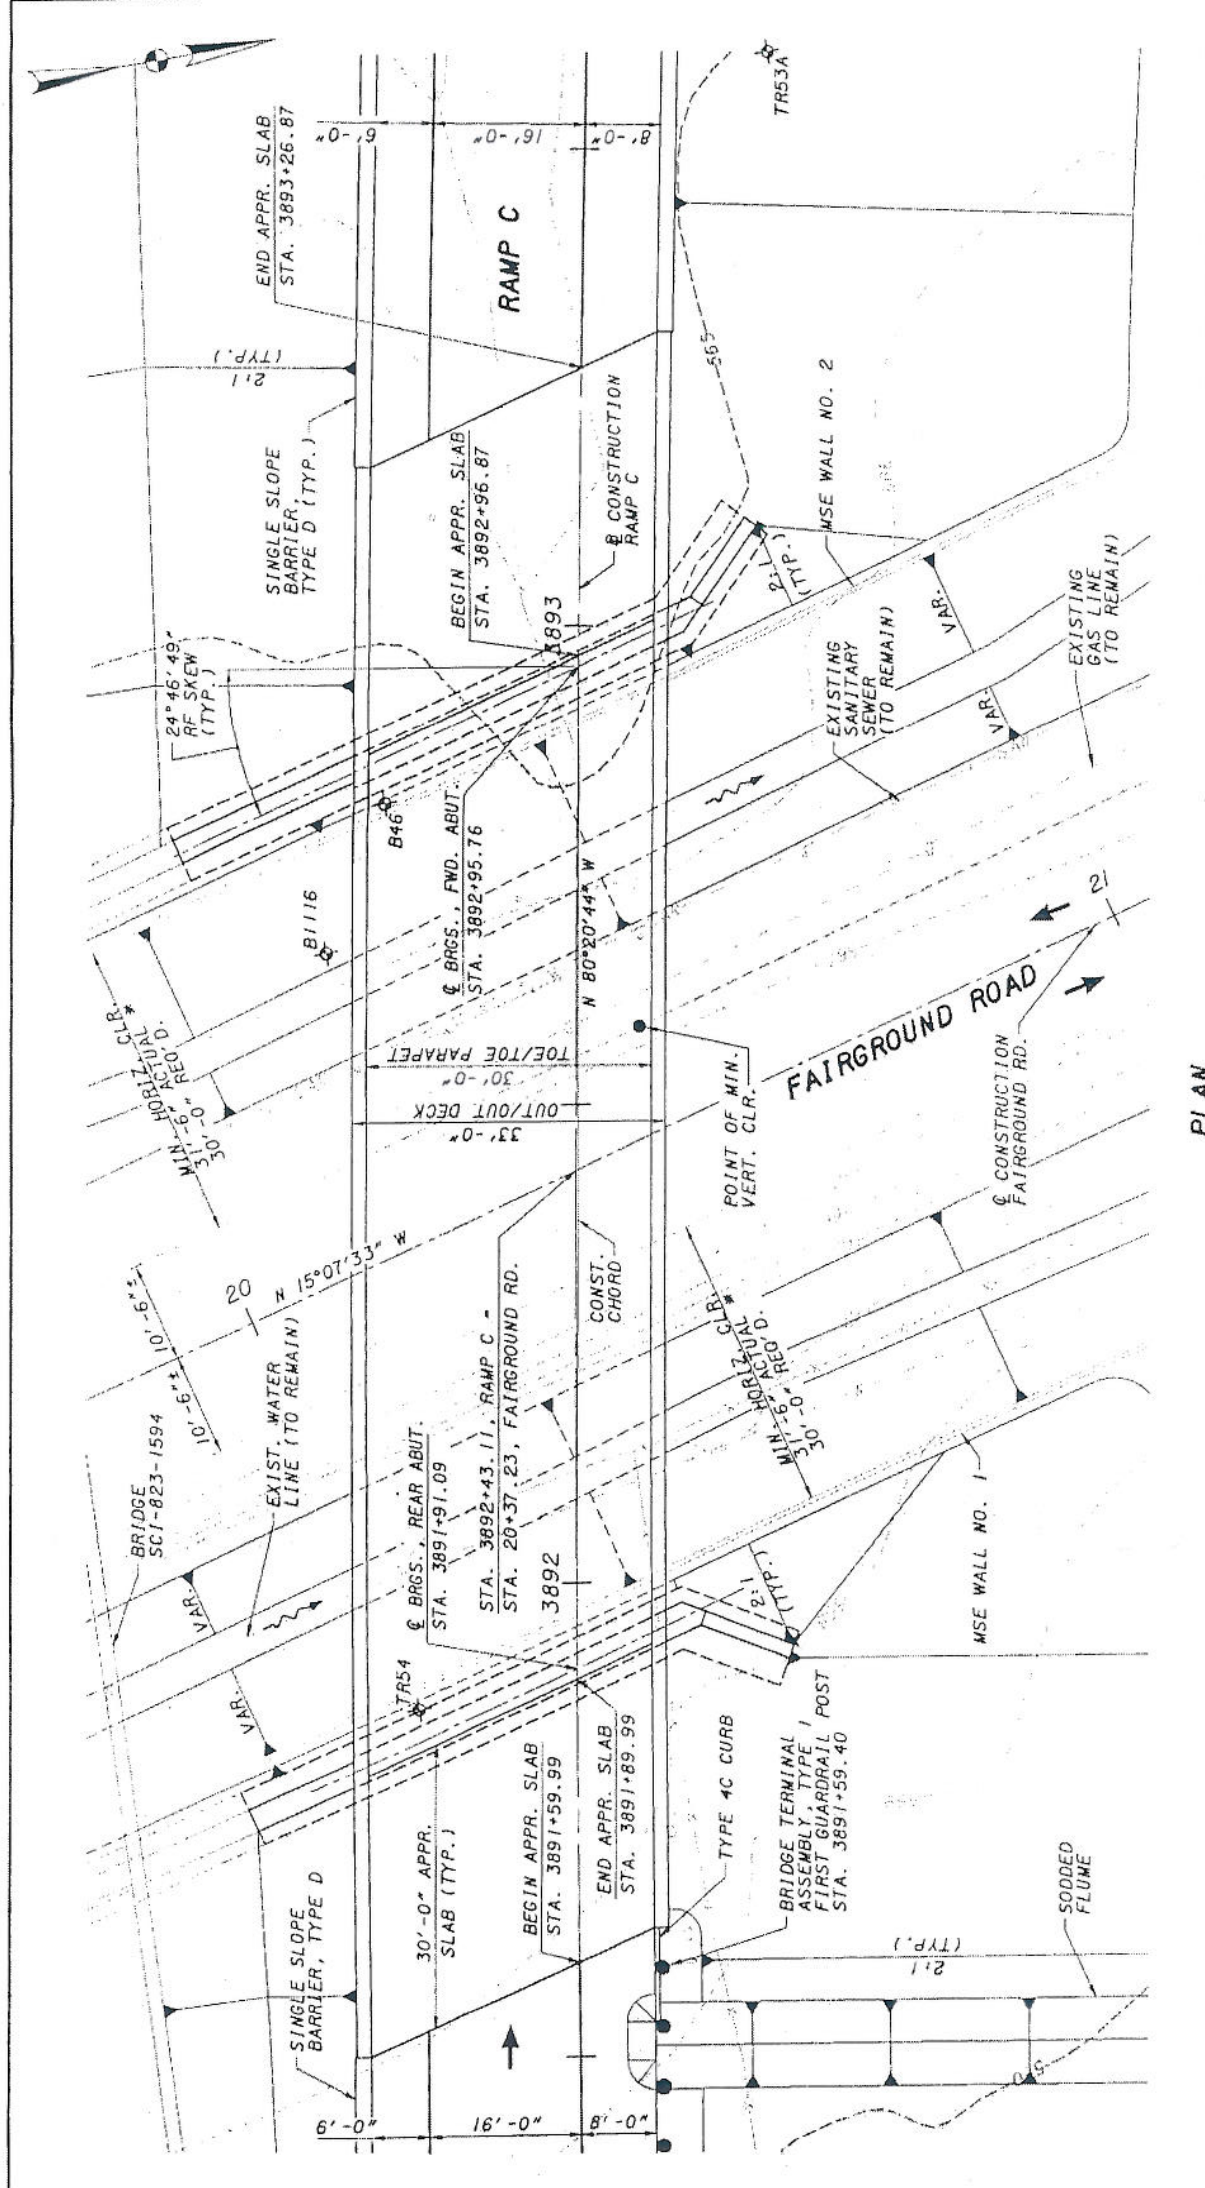 SINGLE SLOPE
BARRIER, TYPE D
30'-0" APPR.
SLAB (TYP.)
BEGIN APPR. SLAB
STA. 3891+59.99
END APPR. SLAB
STA. 3891+89.99
6'-0"
16'-0"
8'-0"
TYPE 4C CURB
BRIDGE TERMINAL
ASSEMBLY, TYPE 1
FIRST GUARDRAIL POST
STA. 3891+59.40
2:1
(TYP.)
SODDED
FLUME
VAR.
VAR.
TR54
BRIDGE
SCI-823-1594
EXIST. WATER
LINE (TO REMAIN)
10'-6"±
10'-6"±
20
N 15°07'33" W
℄ BRGS., REAR ABUT.
STA. 3891+91.09
STA. 3892+43.11, RAMP C =
STA. 20+37.23, FAIRGROUND RD.
3892
CONST.
CHORD
2:1
(TYP.)
MSE WALL NO. 1
HORIZ. CLR.
MIN.-6" ACTUAL *
31'-6" REQ'D.
30'-0"
33'-0"
OUT/OUT DECK
30'-0"
TOE/TOE PARAPET
POINT OF MIN.
VERT. CLR.
℄ CONSTRUCTION
FAIRGROUND RD.
FAIRGROUND ROAD
21
N 80°20'44" W
HORIZ. CLR.
MIN.-6" ACTUAL *
31'-6" REQ'D.
30'-0"
B1116
B46
℄ BRGS., FWD. ABUT.
STA. 3892+95.76
24°46'49"
RF SKEW
(TYP.)
SINGLE SLOPE
BARRIER,
TYPE D (TYP.)
BEGIN APPR. SLAB
STA. 3892+96.87
3893
CONSTRUCTION
RAMP C
EXISTING
SANITARY
SEWER
(TO REMAIN)
EXISTING
GAS LINE
(TO REMAIN)
VAR.
VAR.
2:1
(TYP.)
MSE WALL NO. 2
565
2:1
(TYP.)
END APPR. SLAB
STA. 3893+26.87
RAMP C
6'-0"
16'-0"
8'-0"
TR53A
PLAN